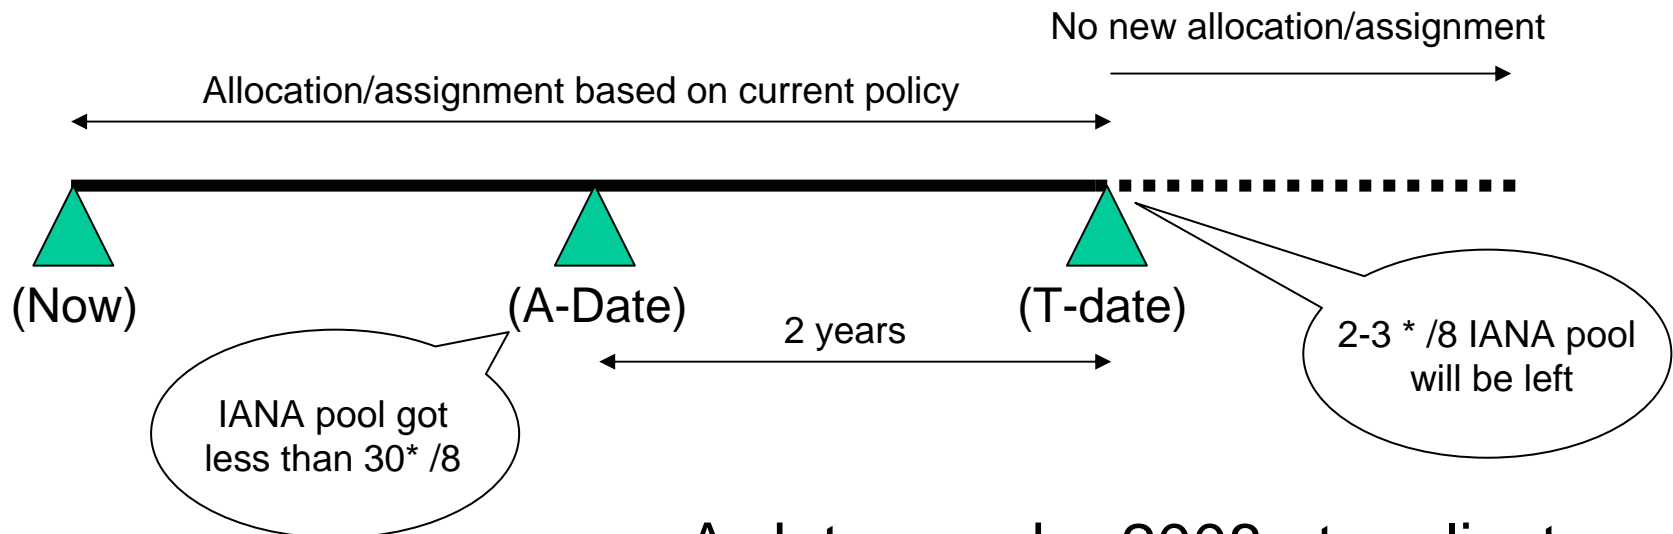 No new allocation/assignment
Allocation/assignment based on current policy
(Now)
(A-Date)
(T-date)
2 years
2-3 * /8 IANA pool
will be left
IANA pool got
less than 30* /8